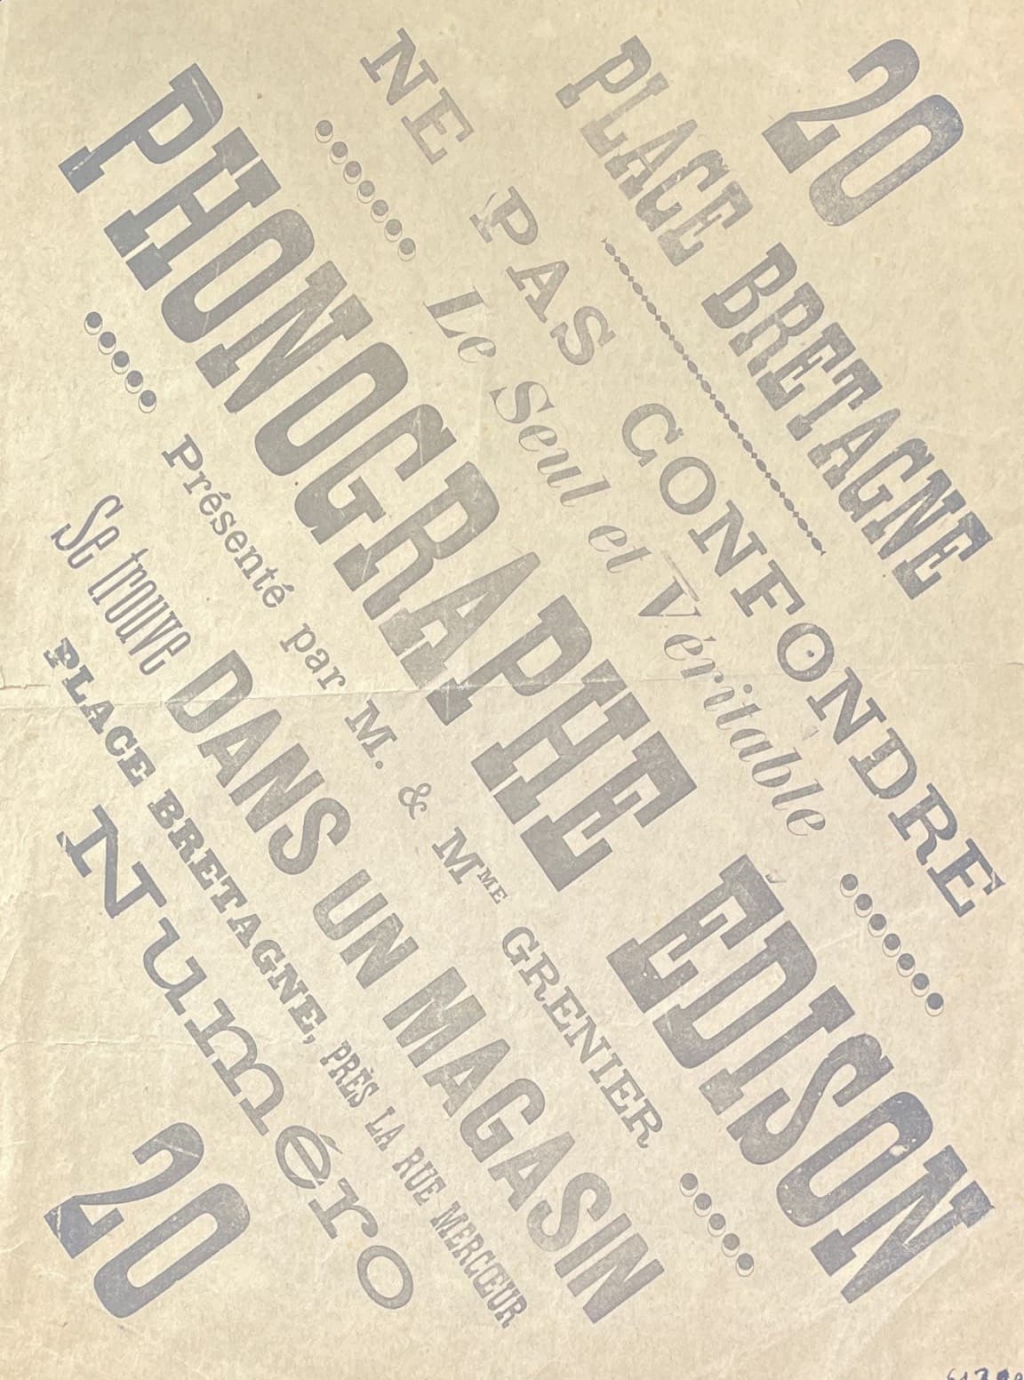 20
PLACE BRETAGNE
NE PAS CONFONDRE
Le Seul et Véritable
PHONOGRAPHE EDISON
Présenté par M. & MME GRENIER
Se trouve DANS UN MAGASIN
PLACE BRETAGNE, PRÈS LA RUE MERCŒUR
Numéro
20